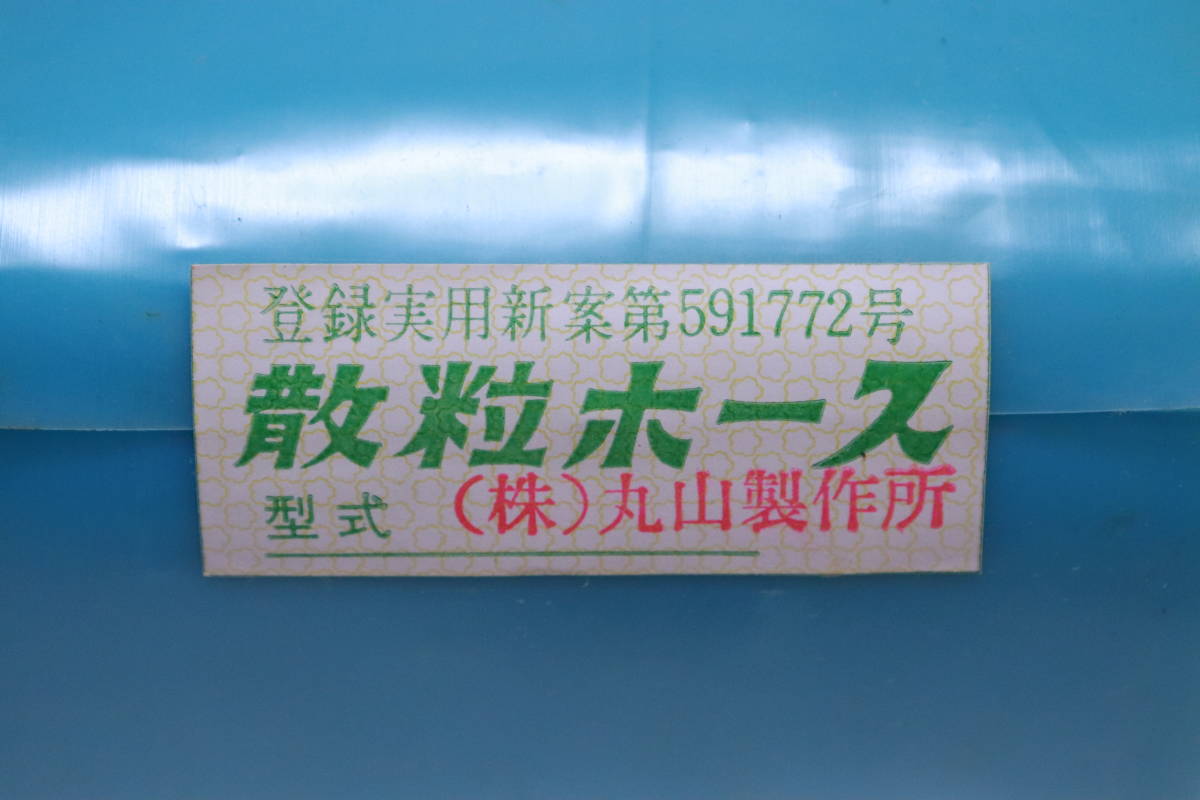 登録実用新案第591772号
散粒ホース
型式 (株)丸山製作所